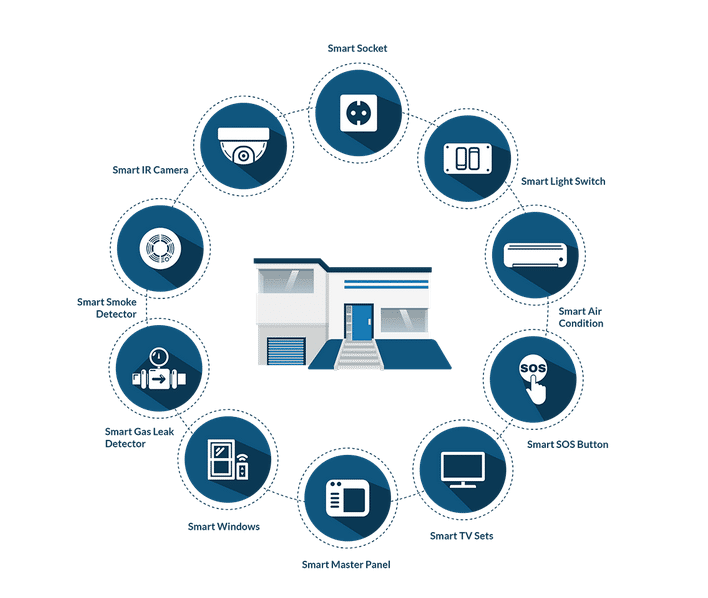 Smart Socket
Smart IR Camera
Smart Light Switch
Smart Smoke
Detector
Smart Air
Condition
Smart Gas Leak
Detector
SOS
Smart SOS Button
Smart Windows
Smart TV Sets
Smart Master Panel